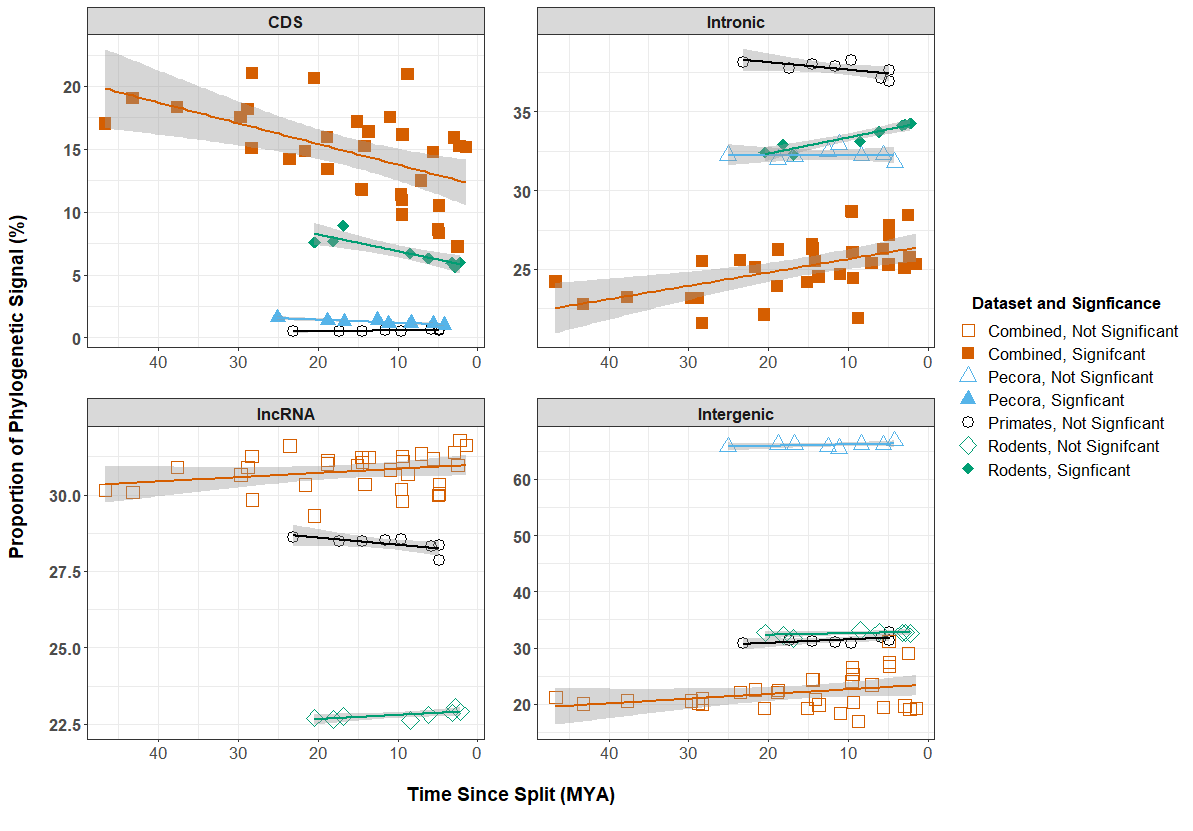 CDS
Intronic
20
15
10
5
0
35
30
25
40
30
20
10
0
40
30
20
10
0
lncRNA
Intergenic
30.0
27.5
25.0
22.5
60
50
40
30
20
40
30
20
10
0
40
30
20
10
0
Proportion of Phylogenetic Signal (%)
Time Since Split (MYA)
Dataset and Signficance
Combined, Not Significant
Combined, Signifcant
Pecora, Not Signficant
Pecora, Signficant
Primates, Not Significant
Rodents, Not Signifcant
Rodents, Signficant